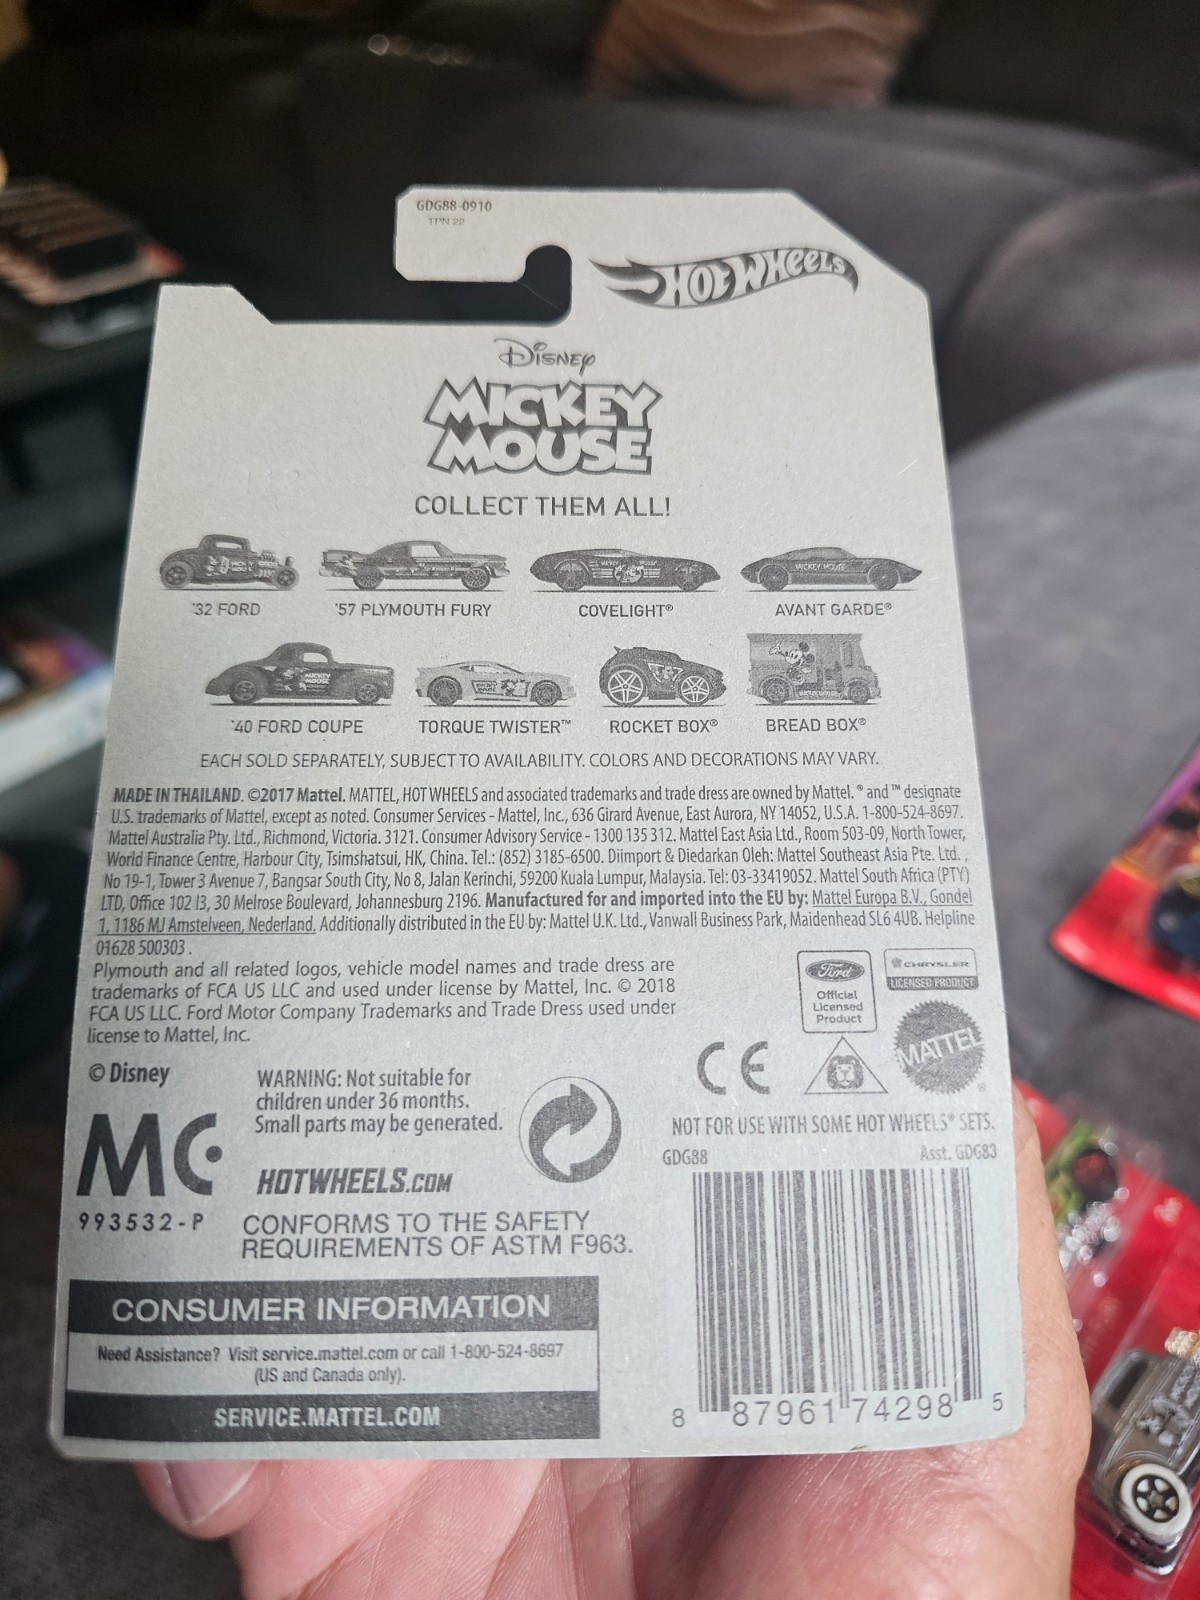 GDG88-0910
TPN 22
HOT WHEELS
Disney
MICKEY
MOUSE
COLLECT THEM ALL!
'32 FORD
'57 PLYMOUTH FURY
COVELIGHT®
AVANT GARDE®
'40 FORD COUPE
TORQUE TWISTER™
ROCKET BOX®
BREAD BOX®
EACH SOLD SEPARATELY, SUBJECT TO AVAILABILITY. COLORS AND DECORATIONS MAY VARY.
MADE IN THAILAND. ©2017 Mattel. MATTEL, HOT WHEELS and associated trademarks and trade dress are owned by Mattel. ® and ™ designate
U.S. trademarks of Mattel, except as noted. Consumer Services - Mattel, Inc., 636 Girard Avenue, East Aurora, NY 14052, U.S.A. 1-800-524-8697.
Mattel Australia Pty. Ltd., Richmond, Victoria. 3121. Consumer Advisory Service - 1300 135 312. Mattel East Asia Ltd., Room 503-09, North Tower,
World Finance Centre, Harbour City, Tsimshatsui, HK, China. Tel.: (852) 3185-6500. Diimport & Diedarkan Oleh: Mattel Southeast Asia Pte. Ltd. ,
No 19-1, Tower 3 Avenue 7, Bangsar South City, No 8, Jalan Kerinchi, 59200 Kuala Lumpur, Malaysia. Tel: 03-33419052. Mattel South Africa (PTY)
LTD, Office 102 I3, 30 Melrose Boulevard, Johannesburg 2196. Manufactured for and imported into the EU by: Mattel Europa B.V., Gondel
1, 1186 MJ Amstelveen, Nederland. Additionally distributed in the EU by: Mattel U.K. Ltd., Vanwall Business Park, Maidenhead SL6 4UB. Helpline
01628 500303 .
Plymouth and all related logos, vehicle model names and trade dress are
trademarks of FCA US LLC and used under license by Mattel, Inc. © 2018
FCA US LLC. Ford Motor Company Trademarks and Trade Dress used under
license to Mattel, Inc.
Ford
Official
Licensed
Product
CHRYSLER
LICENSED PRODUCT
MATTEL
CE
© Disney
WARNING: Not suitable for
children under 36 months.
Small parts may be generated.
MC
993532-P
HOTWHEELS.COM
CONFORMS TO THE SAFETY
REQUIREMENTS OF ASTM F963.
NOT FOR USE WITH SOME HOT WHEELS® SETS.
GDG88
Asst. GDG83
CONSUMER INFORMATION
Need Assistance? Visit service.mattel.com or call 1-800-524-8697
(US and Canada only).
SERVICE.MATTEL.COM
8 87961 74298 5